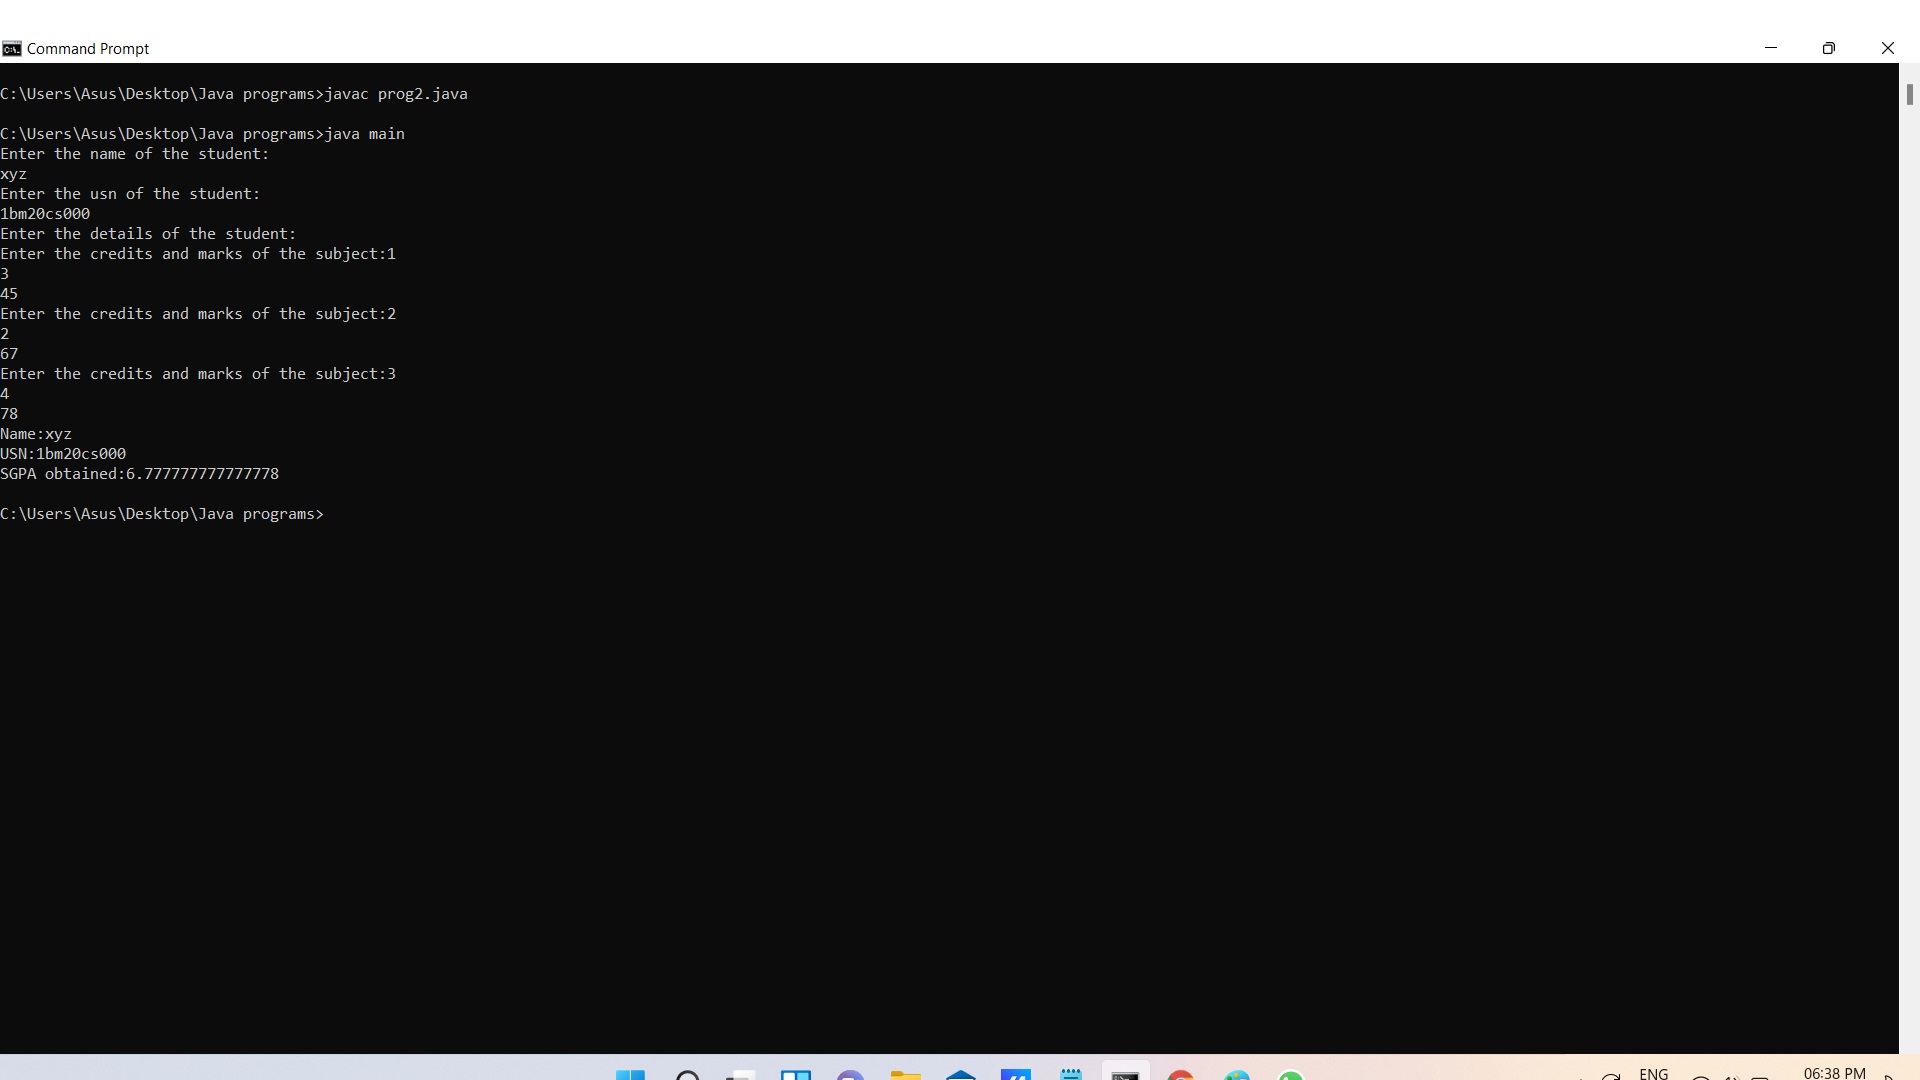 Command Prompt
C:\Users\Asus\Desktop\Java programs>javac prog2.java
C:\Users\Asus\Desktop\Java programs>java main
Enter the name of the student:
xyz
Enter the usn of the student:
1bm20cs000
Enter the details of the student:
Enter the credits and marks of the subject:1
3
45
Enter the credits and marks of the subject:2
2
67
Enter the credits and marks of the subject:3
4
78
Name:xyz
USN:1bm20cs000
SGPA obtained:6.777777777777778
C:\Users\Asus\Desktop\Java programs>
ENG
06:38 PM